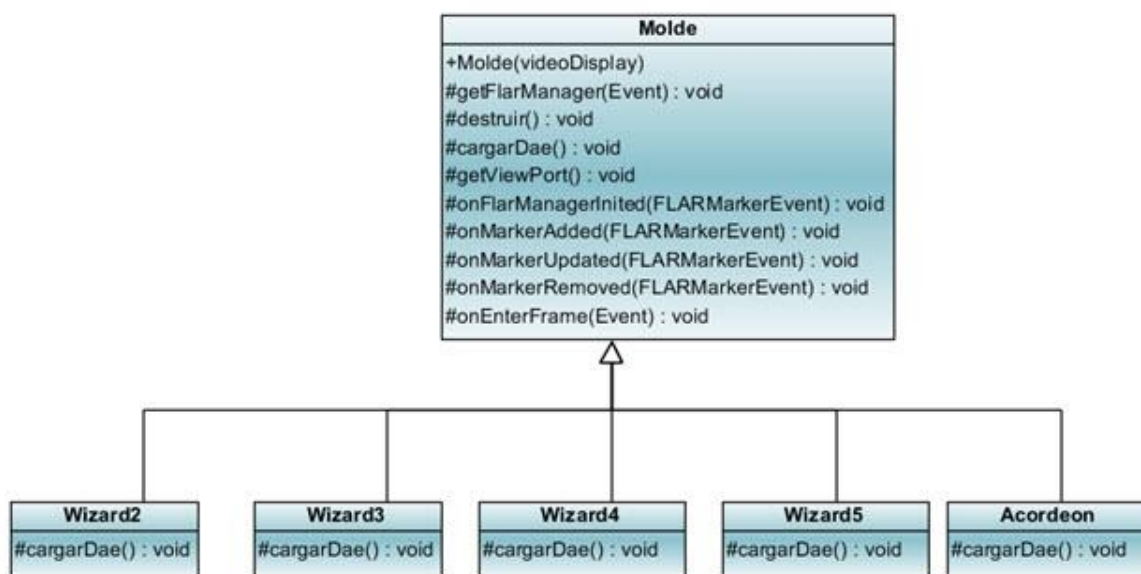 Molde
+Molde(videoDisplay)
#getFlarManager(Event) : void
#destruir() : void
#cargarDae() : void
#getViewPort() : void
#onFlarManagerInited(FLARMarkerEvent) : void
#onMarkerAdded(FLARMarkerEvent) : void
#onMarkerUpdated(FLARMarkerEvent) : void
#onMarkerRemoved(FLARMarkerEvent) : void
#onEnterFrame(Event) : void
Wizard2
#cargarDae() : void
Wizard3
#cargarDae() : void
Wizard4
#cargarDae() : void
Wizard5
#cargarDae() : void
Acordeon
#cargarDae() : void